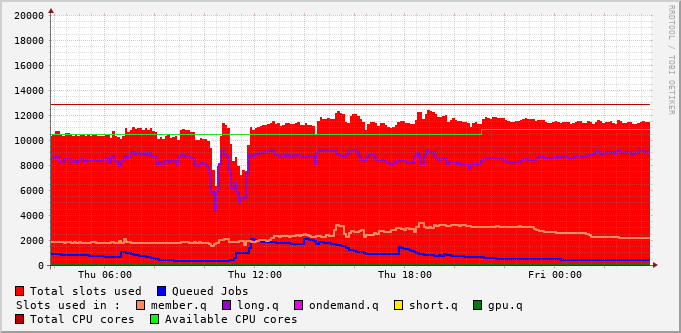 RRDTOOL / TOBI OETIKER
20000
18000
16000
14000
12000
10000
8000
6000
4000
2000
0
Thu 06:00 Thu 12:00 Thu 18:00 Fri 00:00
Total slots used Queued Jobs
Slots used in : member.q long.q ondemand.q short.q gpu.q
Total CPU cores Available CPU cores